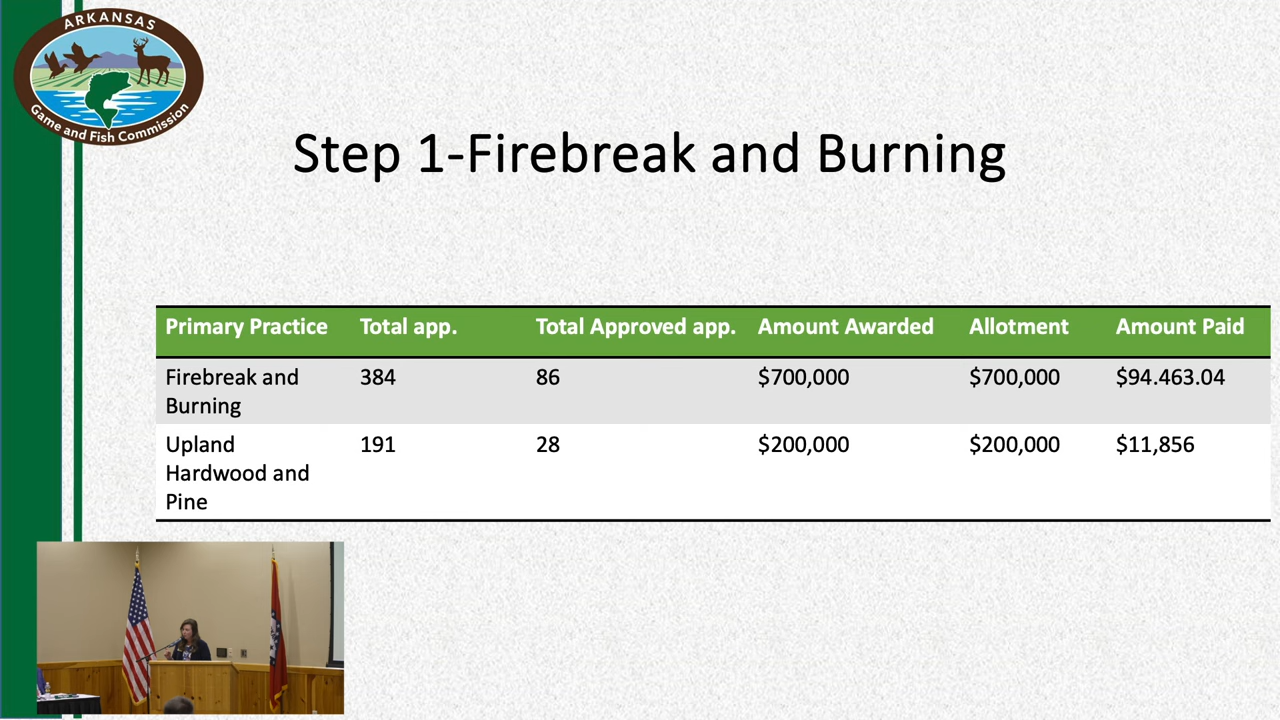 ARKANSAS
Game and Fish Commission
Step 1-Firebreak and Burning
Primary Practice Total app. Total Approved app. Amount Awarded Allotment Amount Paid
Firebreak and 384 86 $700,000 $700,000 $94.463.04
Burning
Upland 191 28 $200,000 $200,000 $11,856
Hardwood and
Pine